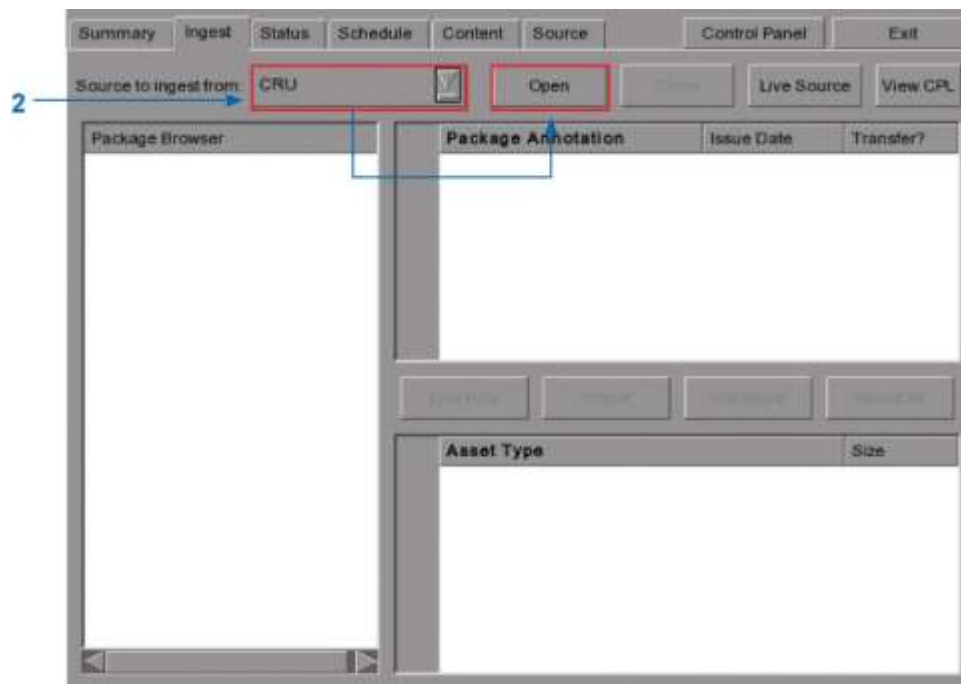 Summary Ingest Status Schedule Content Source Control Panel Exit
2 Source to ingest from: CRU Open Live Source View CPL
Package Browser Package Annotation Issue Date Transfer?
Asset Type Size